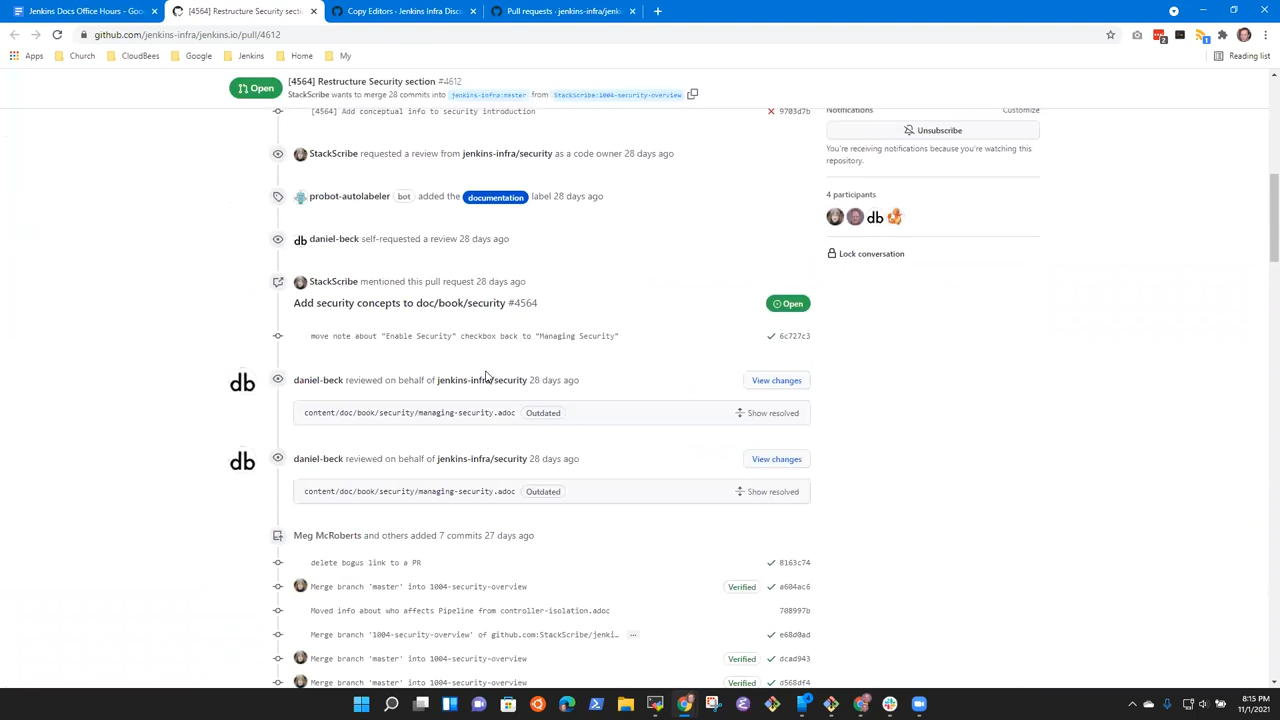 Jenkins Docs Office Hours - Goog
[4564] Restructure Security secti
Copy Editors - Jenkins Infra Disc
Pull requests · jenkins-infra/jenk
github.com/jenkins-infra/jenkins.io/pull/4612
Apps
Church
CloudBees
Google
Jenkins
Home
My
Reading list
Open
[4564] Restructure Security section #4612
StackScribe wants to merge 28 commits into jenkins-infra:master from StackScribe:1004-security-overview
[4564] Add conceptual info to security introduction
9703d7b
Notifications
Customize
Unsubscribe
You're receiving notifications because you're watching this
repository.
StackScribe requested a review from jenkins-infra/security as a code owner 28 days ago
probot-autolabeler bot added the documentation label 28 days ago
4 participants
db
db daniel-beck self-requested a review 28 days ago
Lock conversation
StackScribe mentioned this pull request 28 days ago
Add security concepts to doc/book/security #4564
Open
move note about "Enable Security" checkbox back to "Managing Security"
6c727c3
db
daniel-beck reviewed on behalf of jenkins-infra/security 28 days ago
View changes
content/doc/book/security/managing-security.adoc Outdated
Show resolved
db
daniel-beck reviewed on behalf of jenkins-infra/security 28 days ago
View changes
content/doc/book/security/managing-security.adoc Outdated
Show resolved
Meg McRoberts and others added 7 commits 27 days ago
delete bogus link to a PR
8163c74
Merge branch 'master' into 1004-security-overview
Verified
a604ac6
Moved info about who affects Pipeline from controller-isolation.adoc
708997b
Merge branch '1004-security-overview' of github.com:StackScribe/jenki… …
e68d0ad
Merge branch 'master' into 1004-security-overview
Verified
dcad943
Merge branch 'master' into 1004-security-overview
Verified
d568df4
8:15 PM
11/1/2021